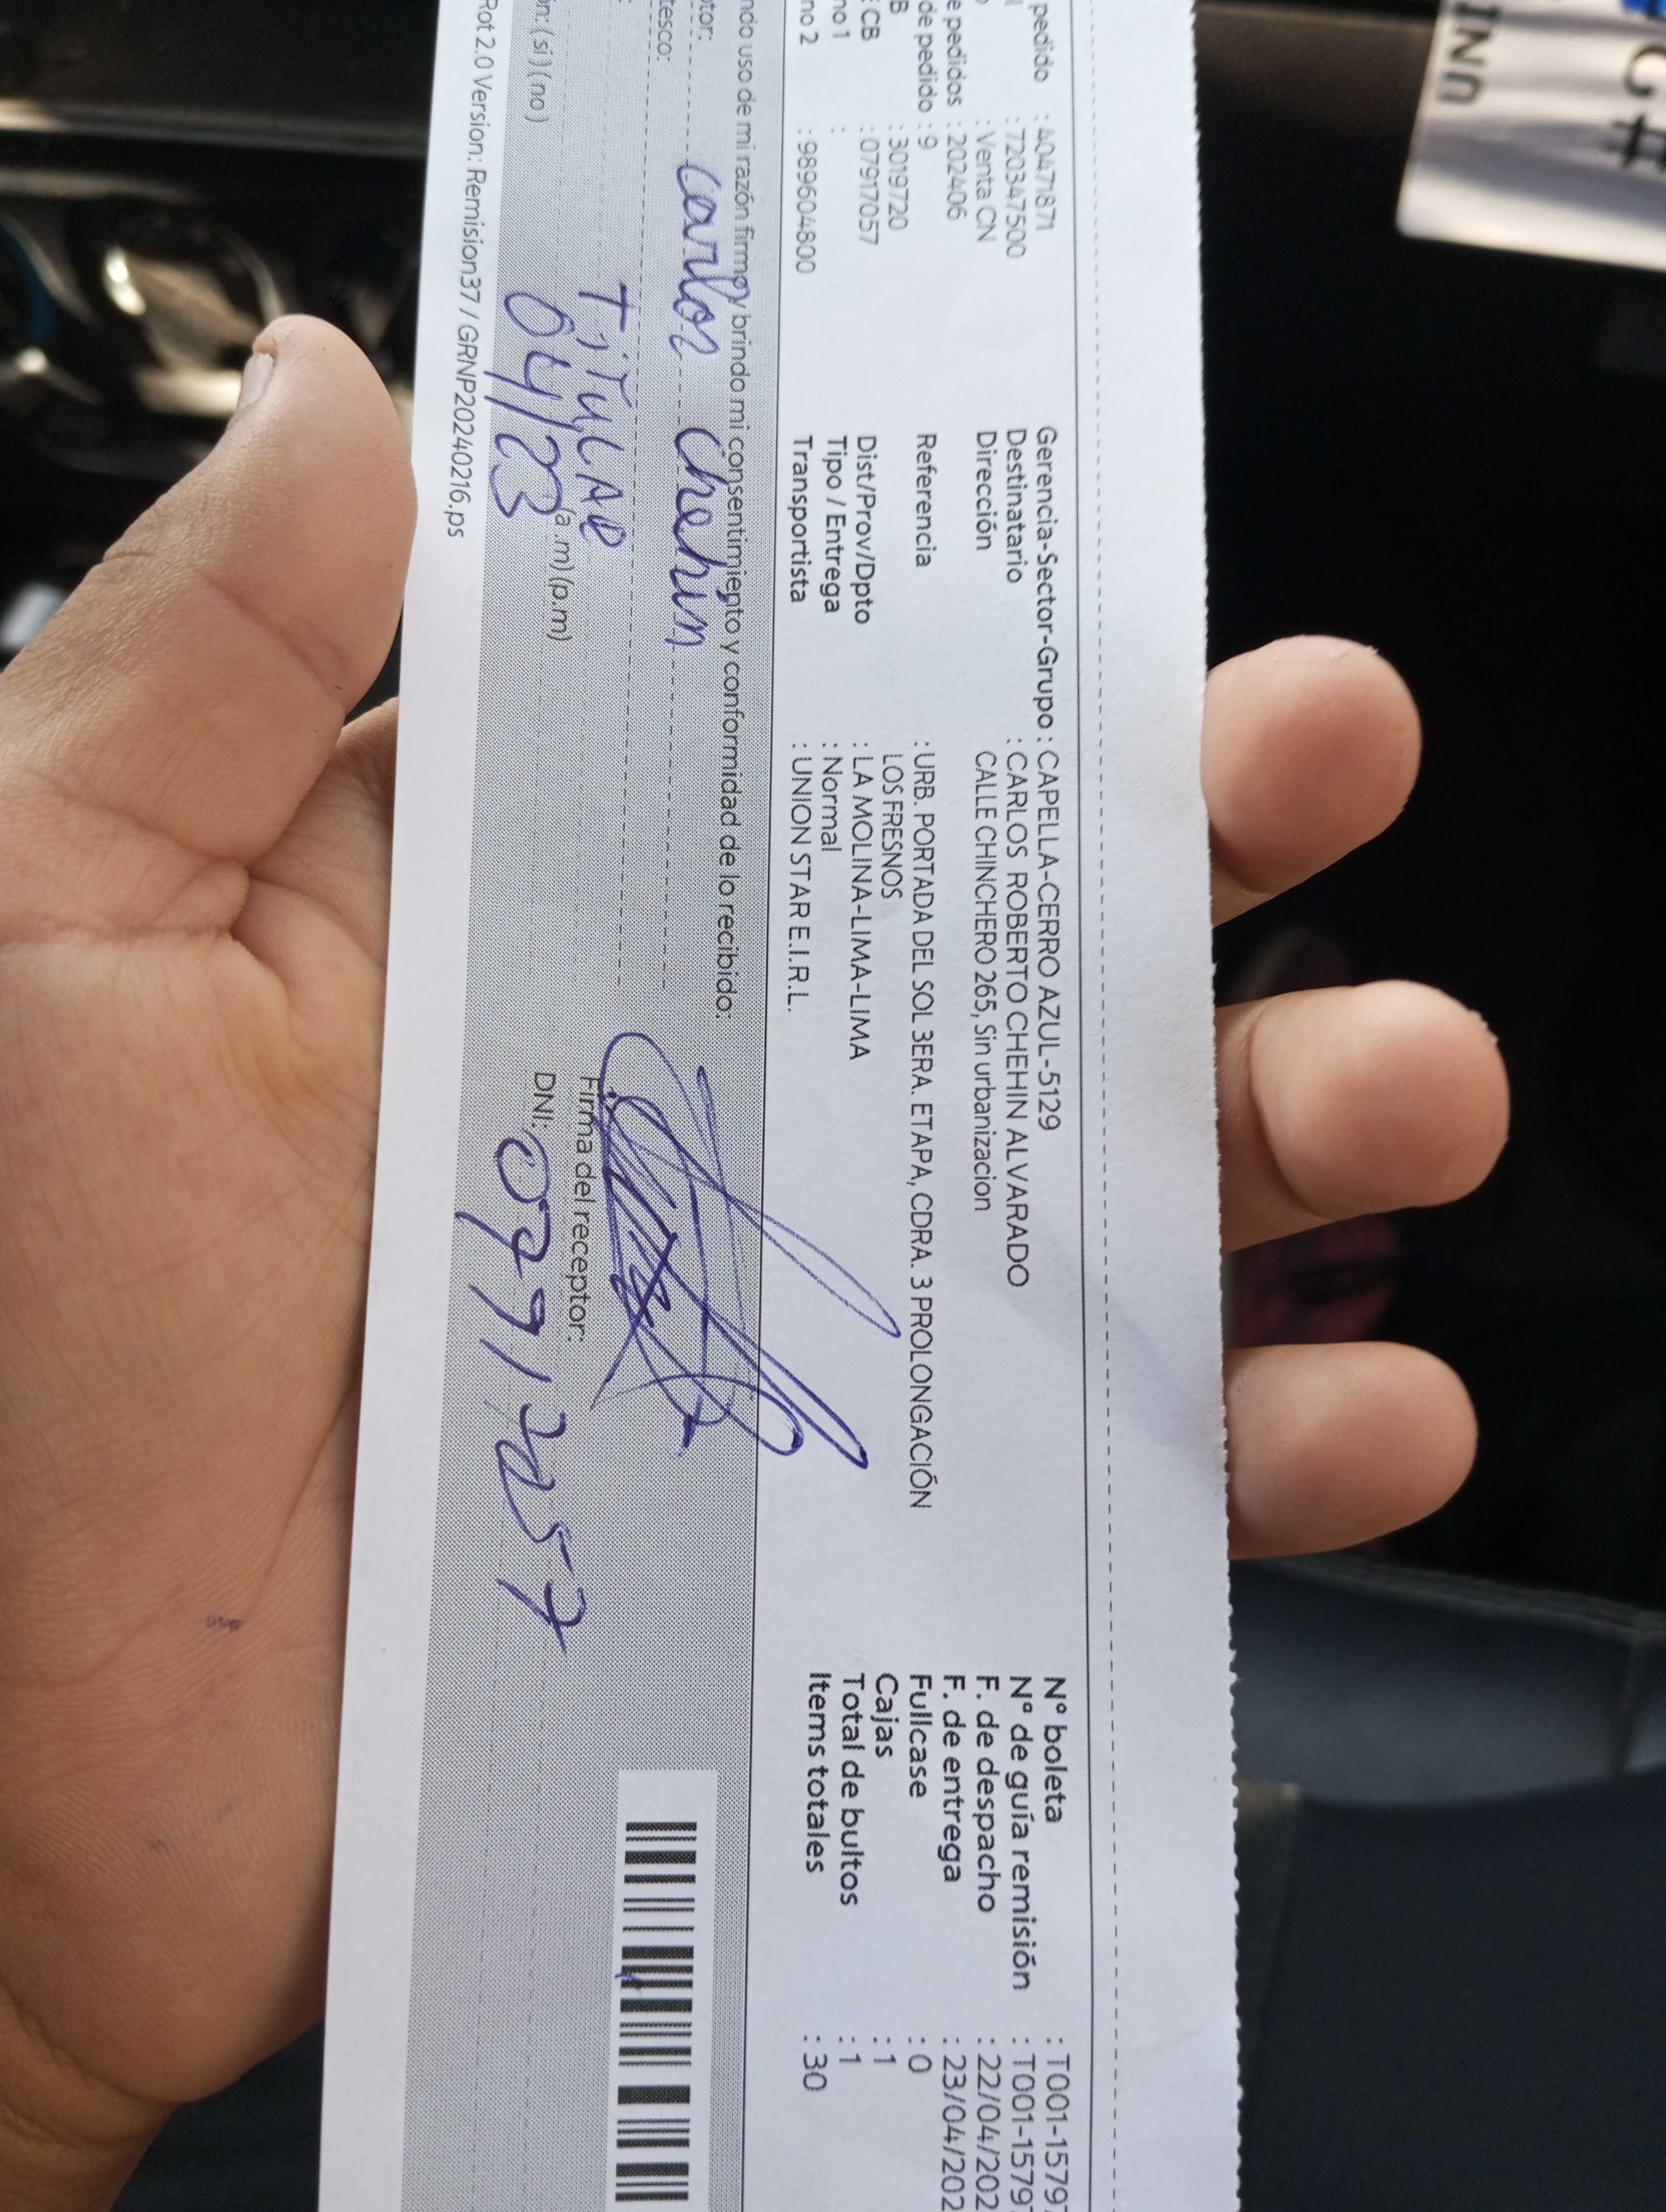 pedido : 40471871 Gerencia-Sector-Grupo : CAPELLA-CERRO AZUL-5129 N° boleta : T001-1579
: 720347500 Destinatario : CARLOS ROBERTO CHEHIN ALVARADO N° de guía remisión : T001-1579
: Venta CN Dirección CALLE CHINCHERO 265, Sin urbanizacion F. de despacho : 22/04/202
e pedidos : 202406 F. de entrega : 23/04/202
de pedido : 9 Referencia : URB. PORTADA DEL SOL 3ERA. ETAPA, CDRA. 3 PROLONGACIÓN Fullcase : 0
B : 3019720 LOS FRESNOS Cajas : 1
CB : 07917057 Dist/Prov/Dpto : LA MOLINA-LIMA-LIMA Total de bultos : 1
no 1 : Tipo / Entrega : Normal Items totales : 30
no 2 : 989604800 Transportista : UNION STAR E.I.R.L.
ndo uso de mi razón firmo y brindo mi consentimiento y conformidad de lo recibido:
tor: Carlos Chehin
tesco:
: TiTuLAR Firma del receptor:
ón: (si) (no) 04/23 (a.m) (p.m) DNI:
Rot 2.0 Version: Remision37 / GRNP20240216.ps
C#